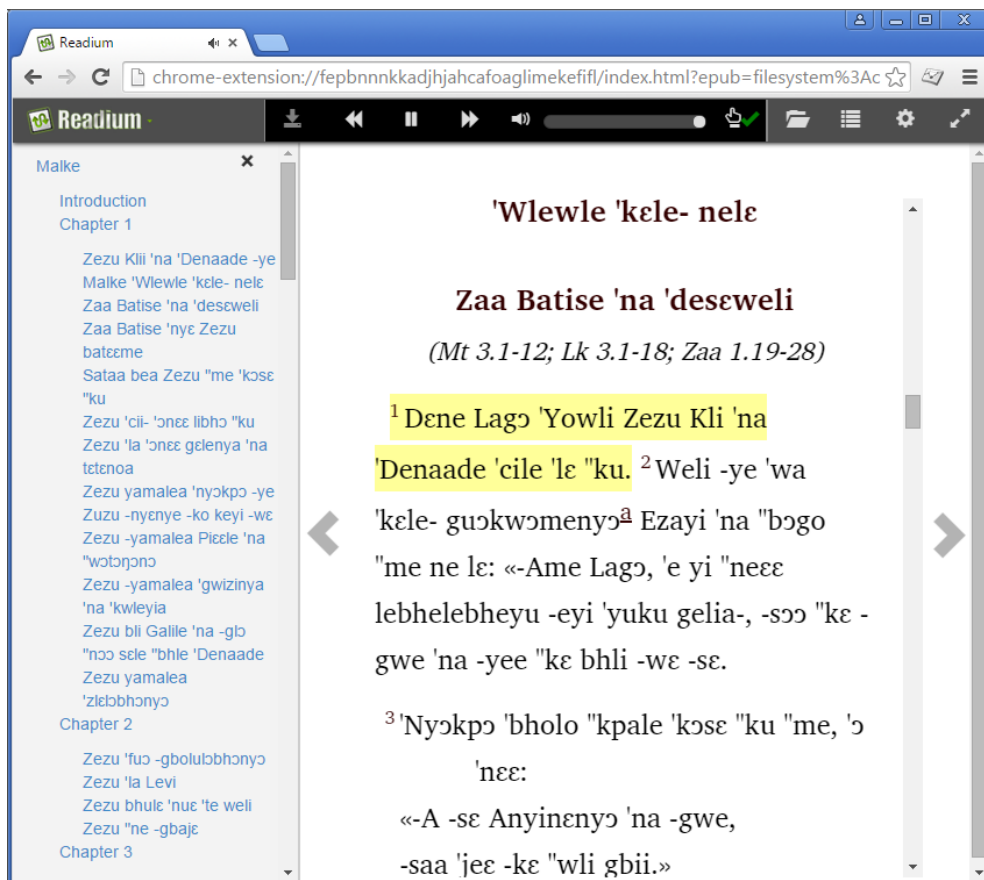 Readium
chrome-extension://fepbnnnkkadjhjahcafoaglimekefifl/index.html?epub=filesystem%3Ac
Readium
Malke
Introduction
Chapter 1
Zezu Klii 'na 'Denaade -ye
Malke 'Wlewle 'kɛle- nelɛ
Zaa Batise 'na 'desɛweli
Zaa Batise 'nyɛ Zezu
batɛɛme
Sataa bea Zezu "me 'kɔsɛ
"ku
Zezu 'cii- 'ɔnɛɛ libhɔ "ku
Zezu 'la 'ɔnɛɛ gɛlenya 'na
tɛtɛnoa
Zezu yamalea 'nyɔkpɔ -ye
Zuzu -nyɛnye -ko keyi -wɛ
Zezu -yamalea Piɛɛle 'na
"wɔtɔŋɔnɔ
Zezu -yamalea 'gwizinya
'na 'kwleyia
Zezu bli Galile 'na -glɔ
"nɔɔ sɛle "bhle 'Denaade
Zezu yamalea
'zlɛlɔbhɔnyɔ
Chapter 2
Zezu 'fuɔ -gbolulɔbhɔnyɔ
Zezu 'la Levi
Zezu bhulɛ 'nuɛ 'te weli
Zezu "ne -gbajɛ
Chapter 3
'Wlewle 'kɛle- nelɛ
Zaa Batise 'na 'desɛweli
(Mt 3.1-12; Lk 3.1-18; Zaa 1.19-28)
1 Dɛne Lagɔ 'Yowli Zezu Kli 'na
'Denaade 'cile 'lɛ "ku. 2 Weli -ye 'wa
'kɛle- guɔkwɔmenyɔa Ezayi 'na "bɔgo
"me ne lɛ: «-Ame Lagɔ, 'e yi "neɛɛ
lebhelebheyu -eyi 'yuku gelia-, -sɔɔ "kɛ -
gwe 'na -yee "kɛ bhli -wɛ -sɛ.
3 'Nyɔkpɔ 'bholo "kpale 'kɔsɛ "ku "me, 'ɔ
'nɛɛ:
«-A -sɛ Anyinɛnyɔ 'na -gwe,
-saa 'jeɛ -kɛ "wli gbii.»